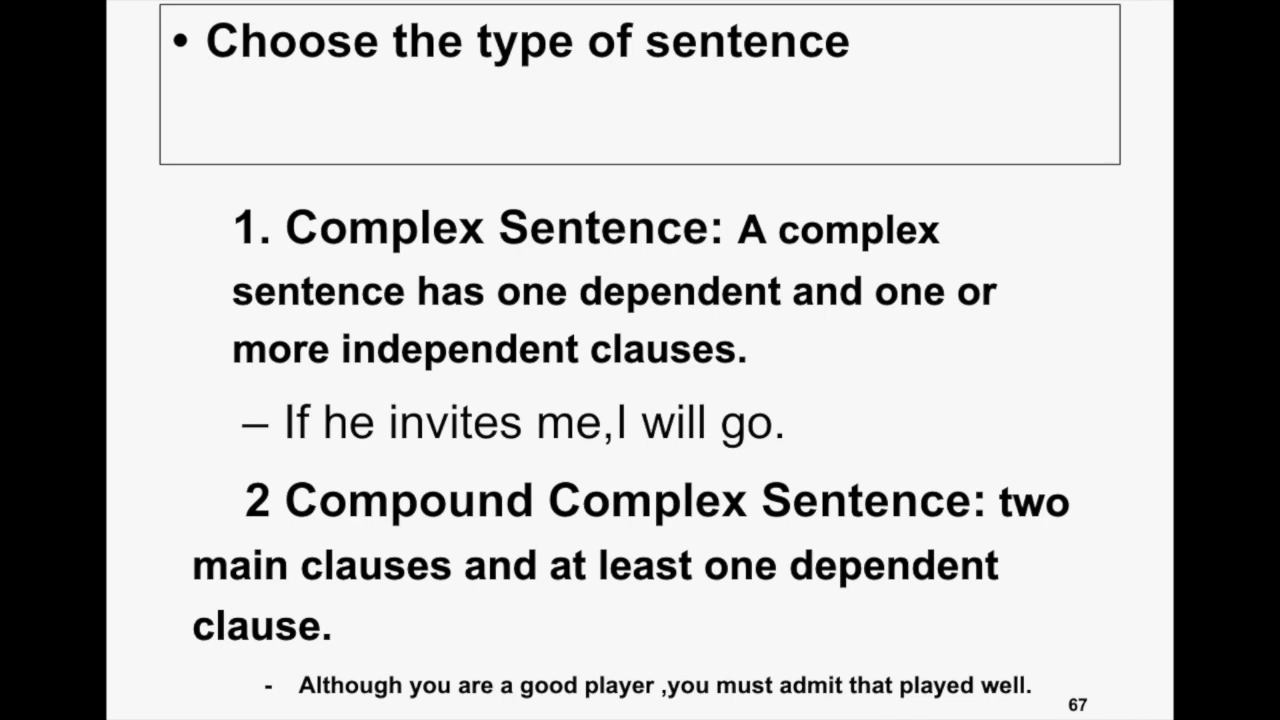 • Choose the type of sentence
1. Complex Sentence: A complex
sentence has one dependent and one or
more independent clauses.
– If he invites me,I will go.
2 Compound Complex Sentence: two
main clauses and at least one dependent
clause.
- Although you are a good player ,you must admit that played well.
67